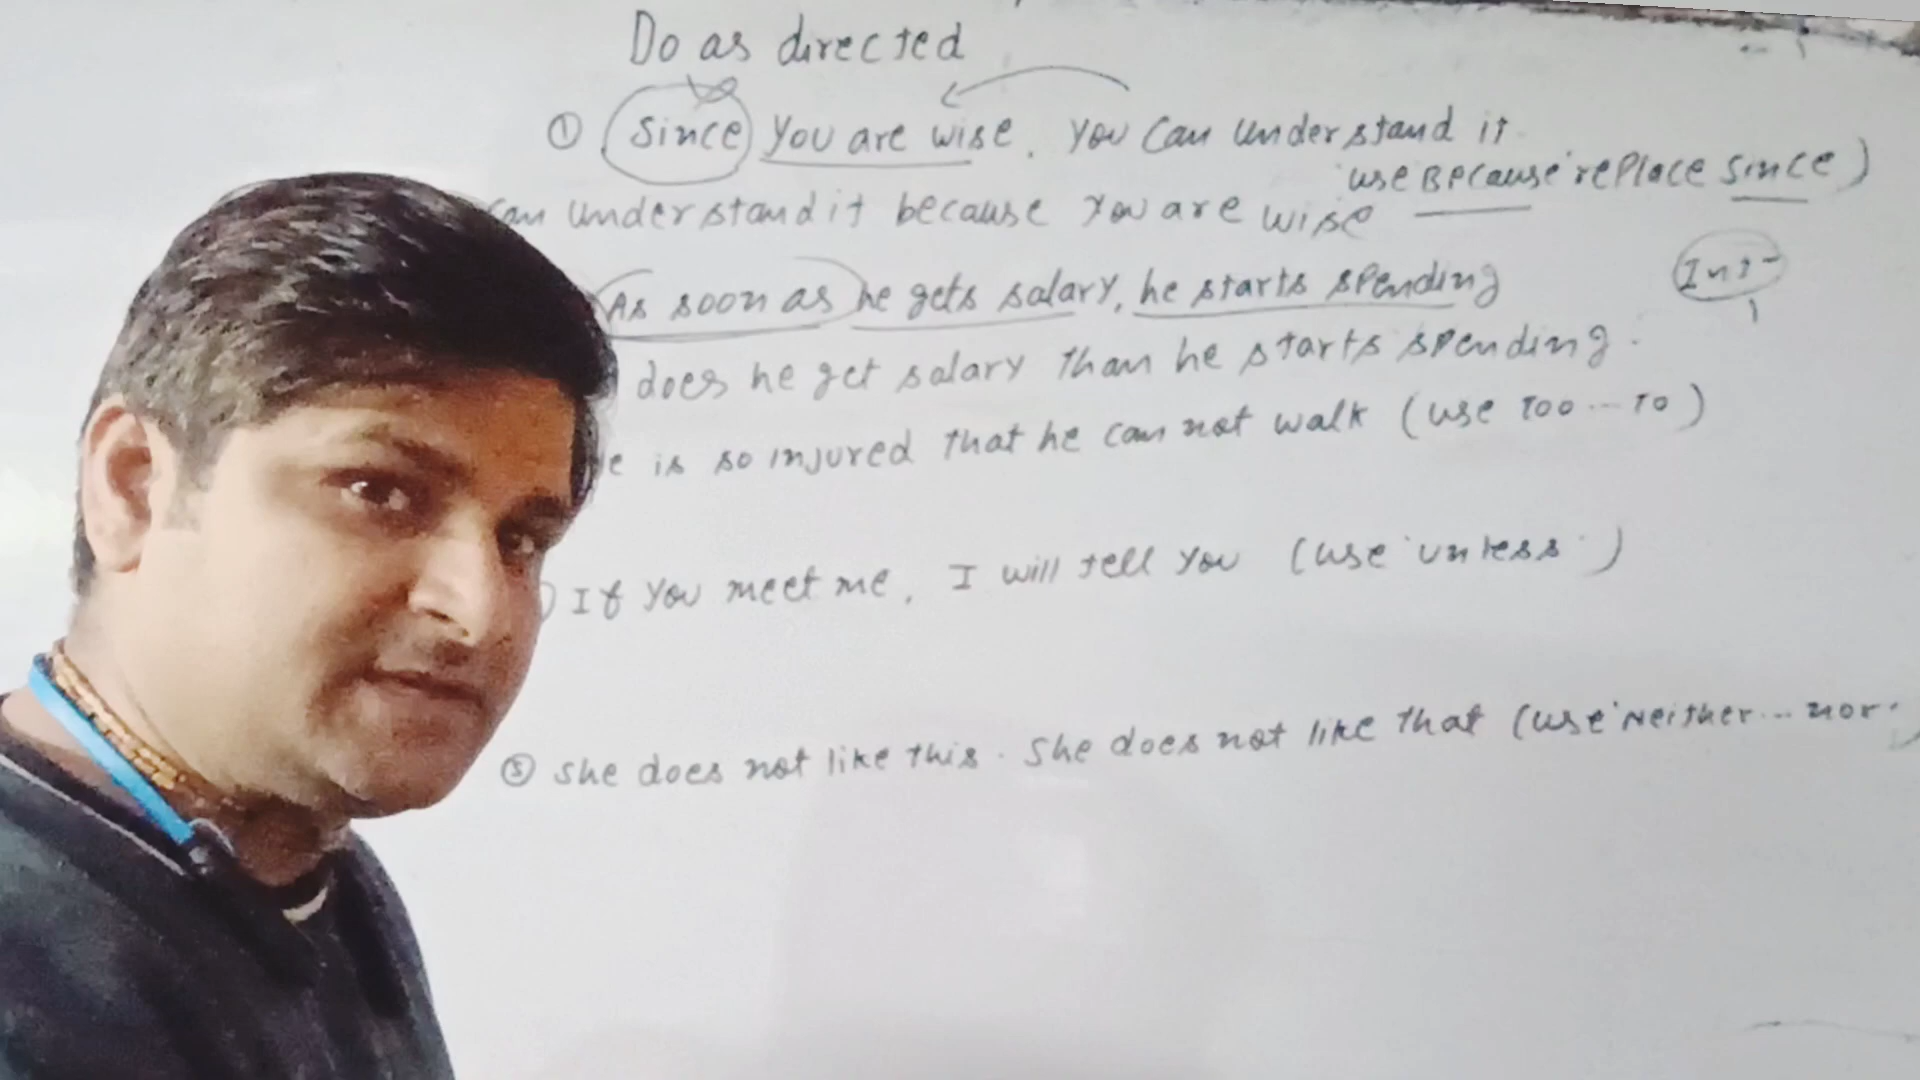 Do as directed
① Since you are wise. You can understand it
use Because replace since)
can understand it because you are wise
As soon as he gets salary, he starts spending
Int-
does he get salary than he starts spending.
is so injured that he can not walk (use Too...To)
) If you meet me, I will tell you (use 'unless')
⑤ she does not like this. She does not like that (use 'Neither... nor'